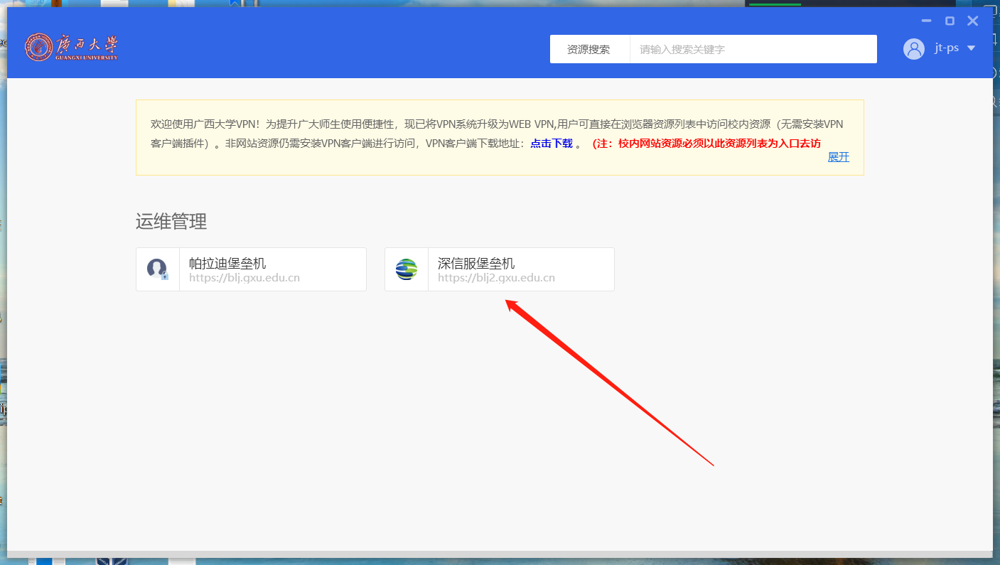 廣西大學
GUANGXI UNIVERSITY
资源搜索 请输入搜索关键字
jt-ps
欢迎使用广西大学VPN！为提升广大师生使用便捷性，现已将VPN系统升级为WEB VPN,用户可直接在浏览器资源列表中访问校内资源（无需安装VPN
客户端插件）。非网站资源仍需安装VPN客户端进行访问，VPN客户端下载地址：点击下载 。（注：校内网站资源必须以此资源列表为入口去访
展开
运维管理
帕拉迪堡垒机
https://blj.gxu.edu.cn
深信服堡垒机
https://blj2.gxu.edu.cn